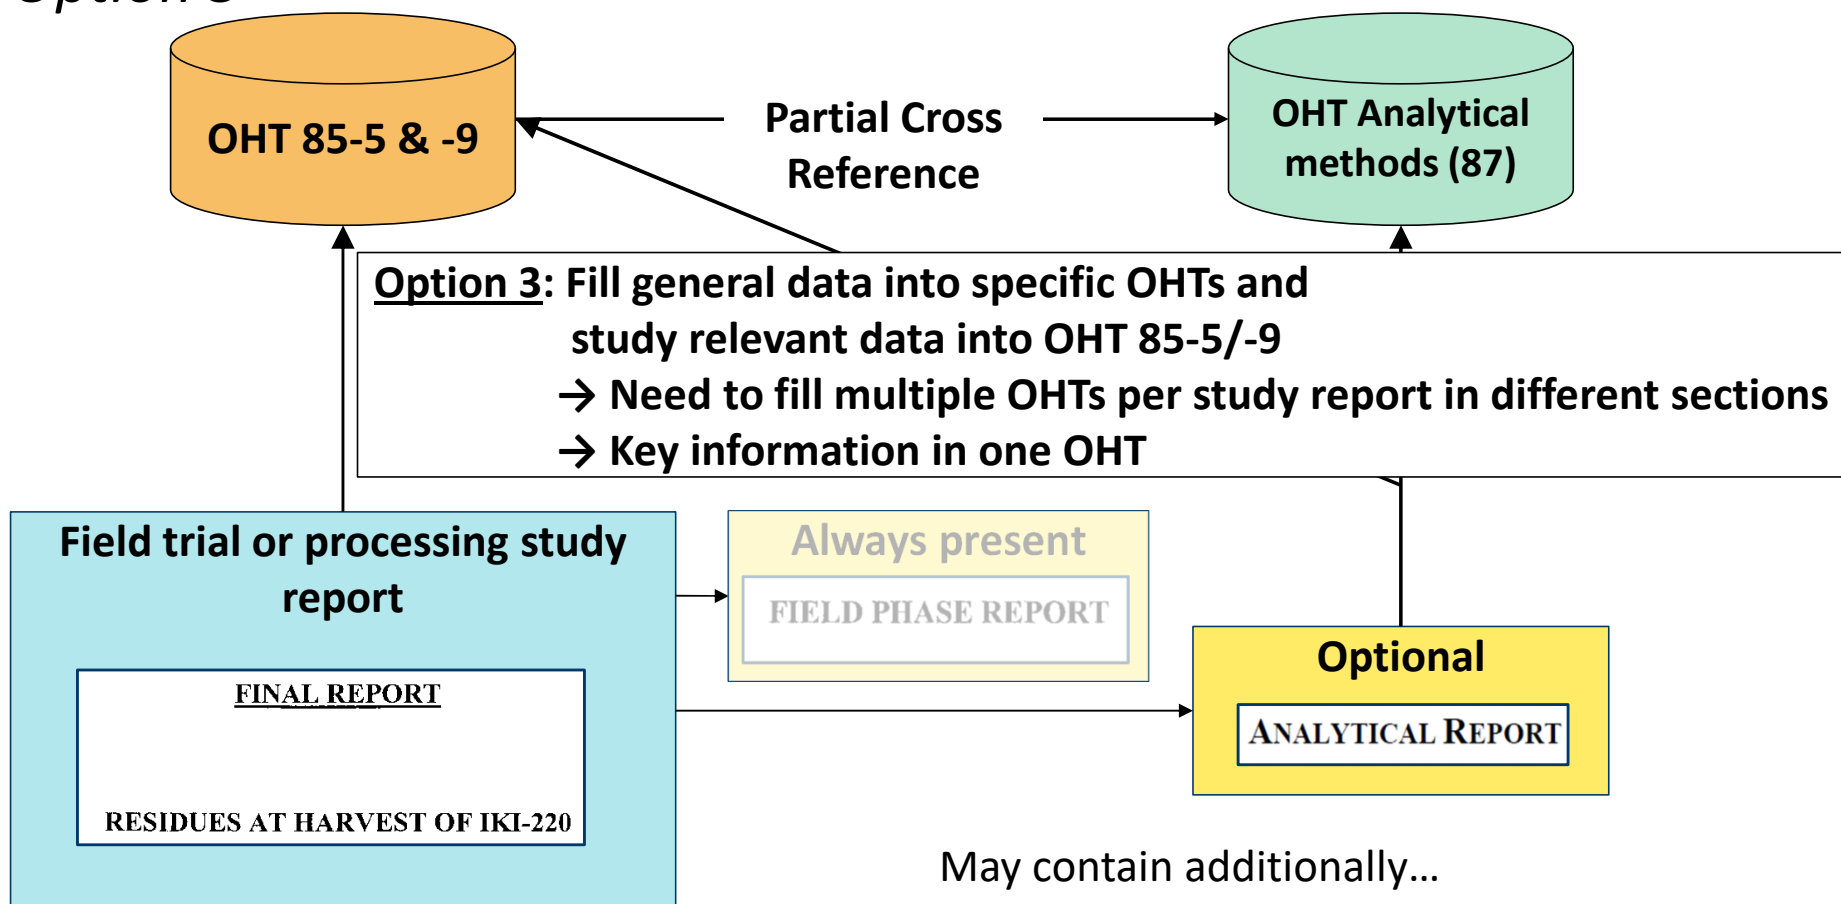 Option 3
OHT 85-5 & -9
Partial Cross
Reference
OHT Analytical
methods (87)
Option 3: Fill general data into specific OHTs and
study relevant data into OHT 85-5/-9
→ Need to fill multiple OHTs per study report in different sections
→ Key information in one OHT
Field trial or processing study
report
FINAL REPORT
RESIDUES AT HARVEST OF IKI-220
Always present
FIELD PHASE REPORT
Optional
ANALYTICAL REPORT
May contain additionally…